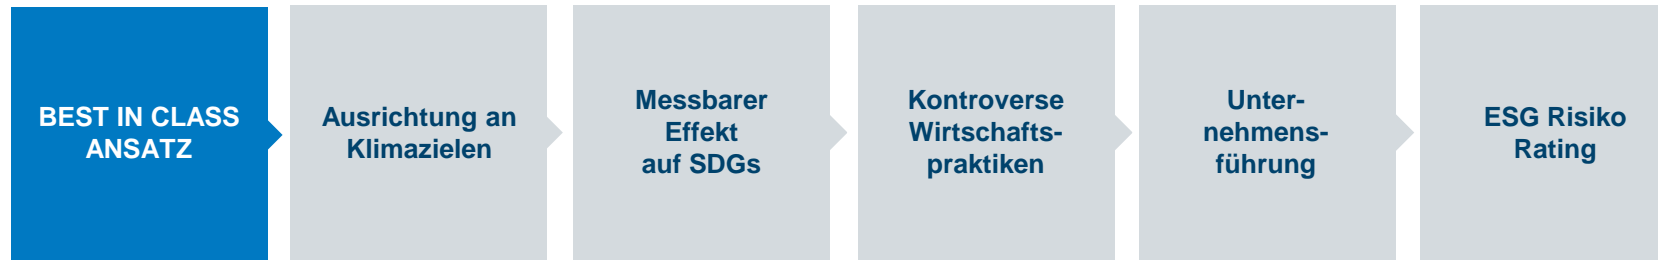 BEST IN CLASS
ANSATZ
Ausrichtung an
Klimazielen
Messbarer
Effekt
auf SDGs
Kontroverse
Wirtschafts-
praktiken
Unter-
nehmens-
führung
ESG Risiko
Rating